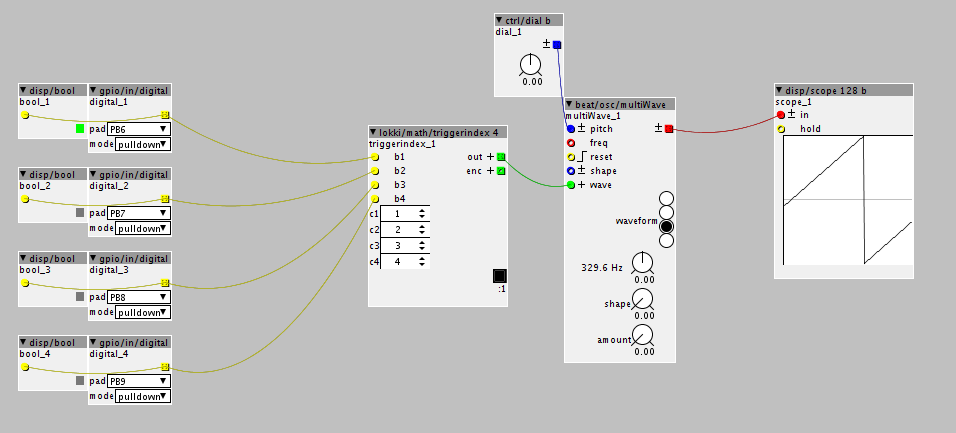 ▼ ctrl/dial b
dial_1
±
0.00
▼ disp/bool
bool_1
▼ gpio/in/digital
digital_1
pad PB6 ▼
mode pulldown ▼
▼ disp/bool
bool_2
▼ gpio/in/digital
digital_2
pad PB7 ▼
mode pulldown ▼
▼ disp/bool
bool_3
▼ gpio/in/digital
digital_3
pad PB8 ▼
mode pulldown ▼
▼ disp/bool
bool_4
▼ gpio/in/digital
digital_4
pad PB9 ▼
mode pulldown ▼
▼ lokki/math/triggerindex 4
triggerindex_1
b1 out +
b2 enc +
b3
b4
c1 1
c2 2
c3 3
c4 4
:1
▼ beat/osc/multiWave
multiWave_1
± pitch ±
freq
reset
± shape
+ wave
waveform
329.6 Hz 0.00
shape 0.00
amount 0.00
▼ disp/scope 128 b
scope_1
± in
hold